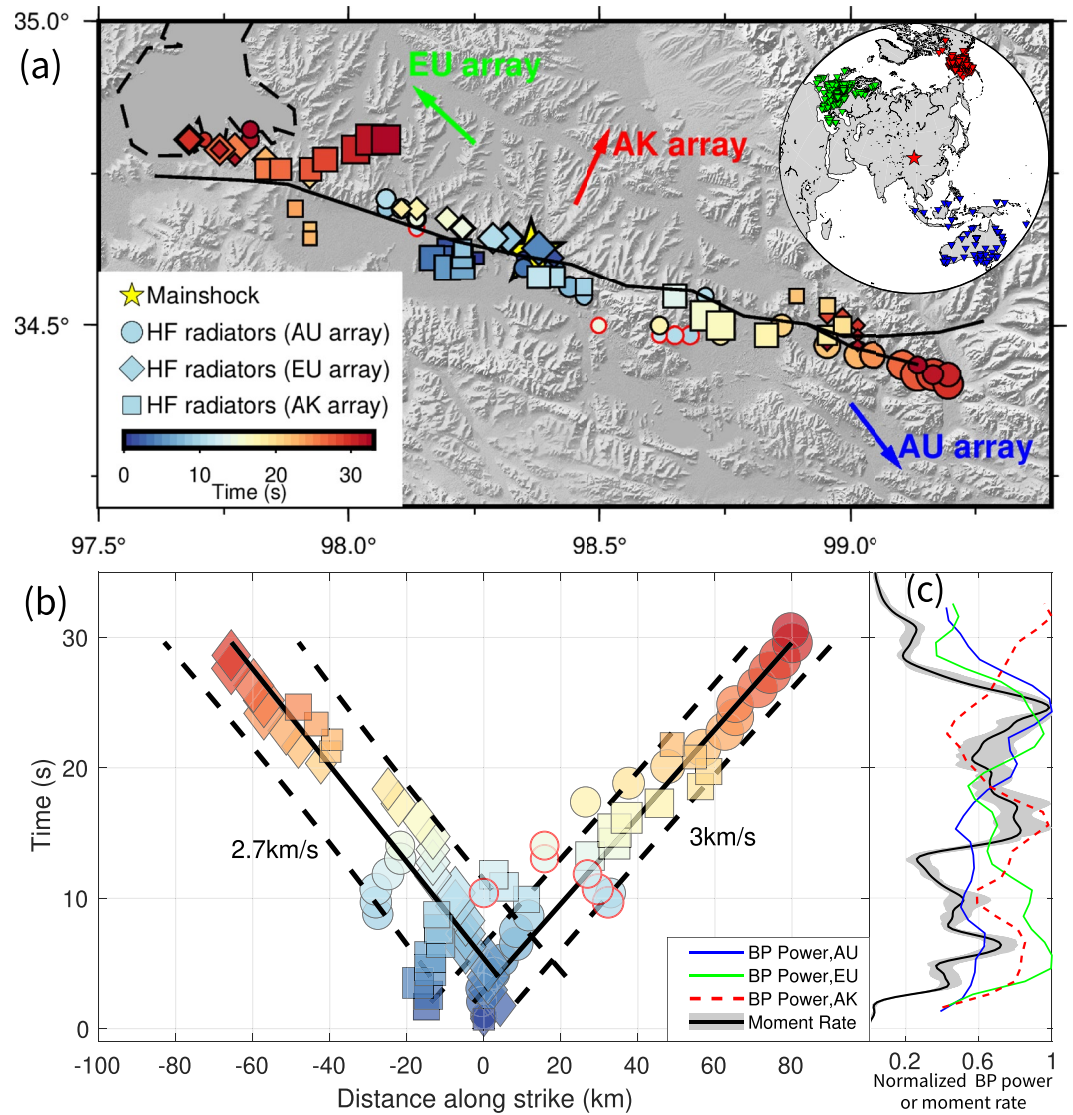 35.0°
(a)
EU array
AK array
34.5°
Mainshock
HF radiators (AU array)
HF radiators (EU array)
HF radiators (AK array)
0 10 20 30
Time (s)
AU array
97.5° 98.0° 98.5° 99.0°
(b)
(c)
30
20
10
0
Time (s)
2.7km/s
3km/s
BP Power,AU
BP Power,EU
BP Power,AK
Moment Rate
-100 -80 -60 -40 -20 0 20 40 60 80
Distance along strike (km)
0.2 0.6 1
Normalized BP power
or moment rate